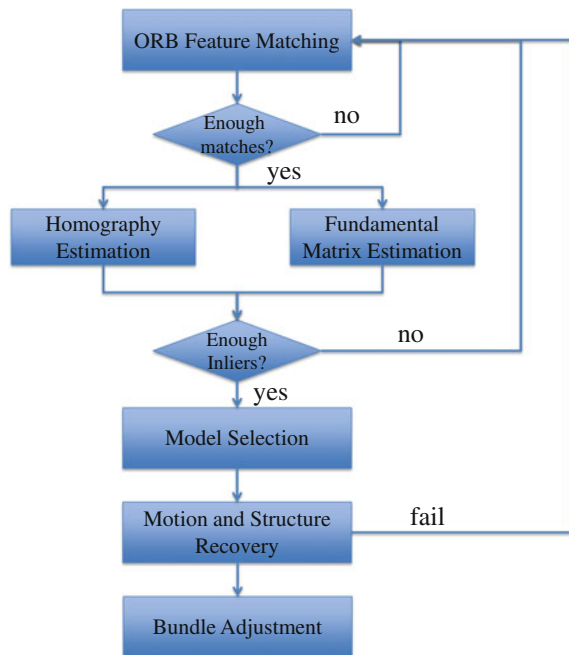 ORB Feature Matching
Enough
matches?
no
yes
Homography
Estimation
Fundamental
Matrix Estimation
Enough
Inliers?
no
yes
Model Selection
Motion and Structure
Recovery
fail
Bundle Adjustment